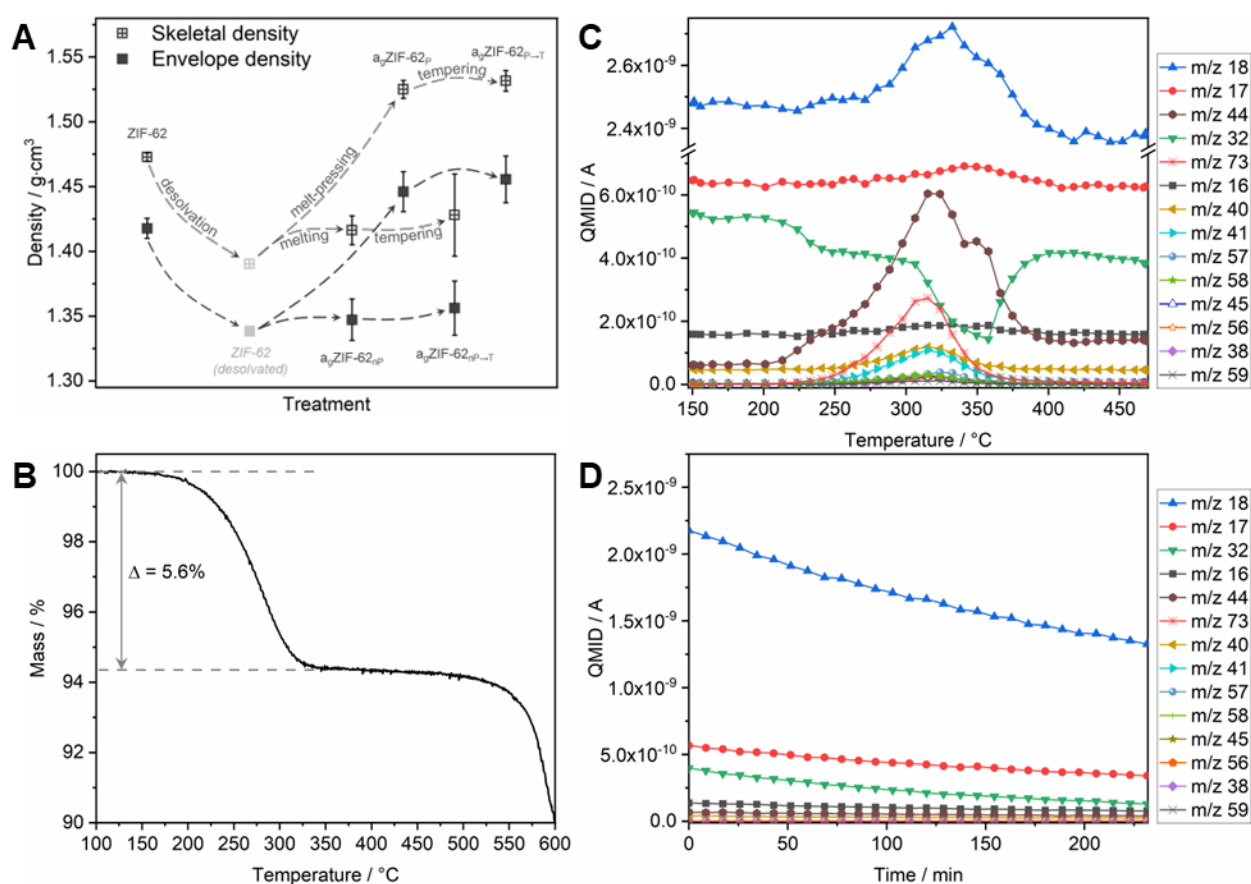 A
Skeletal density
Envelope density
Density / g·cm³
1.55
1.50
1.45
1.40
1.35
1.30
ZIF-62
desolvation
melt-pressing
agZIF-62P
tempering
agZIF-62P→T
melting
tempering
ZIF-62
(desolvated)
agZIF-62nP
agZIF-62nP→T
Treatment
C
QMID / A
2.6x10⁻⁹
2.4x10⁻⁹
6.0x10⁻¹⁰
4.0x10⁻¹⁰
2.0x10⁻¹⁰
0.0
150 200 250 300 350 400 450
Temperature / °C
m/z 18
m/z 17
m/z 44
m/z 32
m/z 73
m/z 16
m/z 40
m/z 41
m/z 57
m/z 58
m/z 45
m/z 56
m/z 38
m/z 59
B
Mass / %
100
98
96
94
92
90
Δ = 5.6%
100 150 200 250 300 350 400 450 500 550 600
Temperature / °C
D
QMID / A
2.5x10⁻⁹
2.0x10⁻⁹
1.5x10⁻⁹
1.0x10⁻⁹
5.0x10⁻¹⁰
0.0
0 50 100 150 200
Time / min
m/z 18
m/z 17
m/z 32
m/z 16
m/z 44
m/z 73
m/z 40
m/z 41
m/z 57
m/z 58
m/z 45
m/z 56
m/z 38
m/z 59